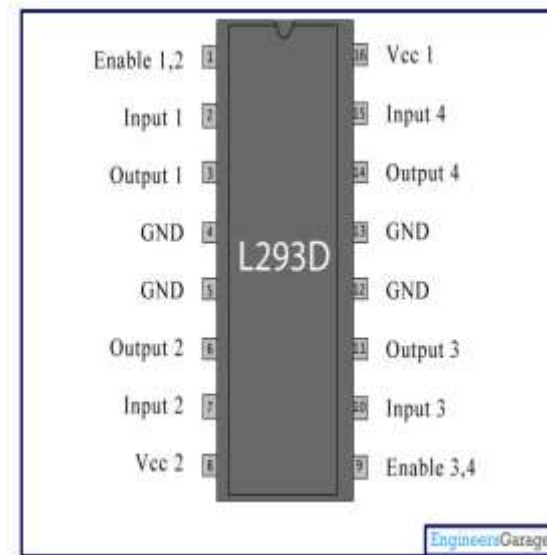 Enable 1,2 1 16 Vcc 1
Input 1 2 15 Input 4
Output 1 3 14 Output 4
GND 4 13 GND
L293D
GND 5 12 GND
Output 2 6 11 Output 3
Input 2 7 10 Input 3
Vcc 2 8 9 Enable 3,4
EngineersGarage